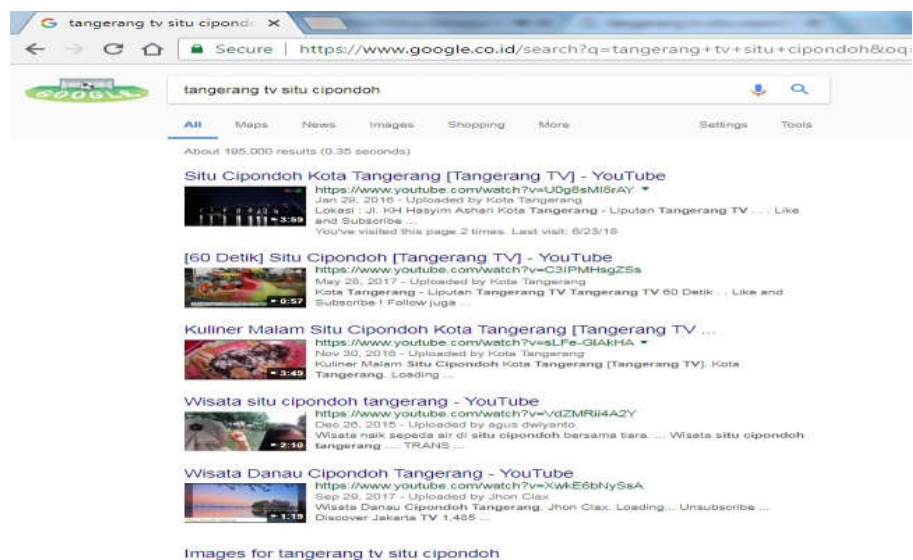 tangerang tv situ cipond
Secure https://www.google.co.id/search?q=tangerang+tv+situ+cipondoh&oq=
GOOGLE
tangerang tv situ cipondoh
All Maps News Images Shopping More Settings Tools
About 195,000 results (0.35 seconds)
Situ Cipondoh Kota Tangerang [Tangerang TV] - YouTube
https://www.youtube.com/watch?v=U0g8sMI8rAY
Jan 29, 2016 - Uploaded by Kota Tangerang
Lokasi : Jl. KH Hasyim Ashari Kota Tangerang - Liputan Tangerang TV . . . Like
3:59 and Subscribe ...
You've visited this page 2 times. Last visit: 6/23/18
[60 Detik] Situ Cipondoh [Tangerang TV] - YouTube
https://www.youtube.com/watch?v=C3IPMHsgZSs
May 28, 2017 - Uploaded by Kota Tangerang
Kota Tangerang - Liputan Tangerang TV Tangerang TV 60 Detik . . Like and
0:57 Subscribe ! Follow juga ...
Kuliner Malam Situ Cipondoh Kota Tangerang [Tangerang TV ...
https://www.youtube.com/watch?v=sLFe-GIAkHA
Nov 30, 2016 - Uploaded by Kota Tangerang
Kuliner Malam Situ Cipondoh Kota Tangerang [Tangerang TV]. Kota
3:49 Tangerang. Loading ...
Wisata situ cipondoh tangerang - YouTube
https://www.youtube.com/watch?v=VdZMRii4A2Y
Dec 26, 2015 - Uploaded by agus dwiyanto
Wisata naik sepeda air di situ cipondoh bersama tiara. ... Wisata situ cipondoh
2:10 tangerang .... TRANS ...
Wisata Danau Cipondoh Tangerang - YouTube
https://www.youtube.com/watch?v=XwkE6bNySsA
Sep 29, 2017 - Uploaded by Jhon Clax
Wisata Danau Cipondoh Tangerang. Jhon Clax. Loading... Unsubscribe ...
1:19 Discover Jakarta TV 1,485 ...
Images for tangerang tv situ cipondoh